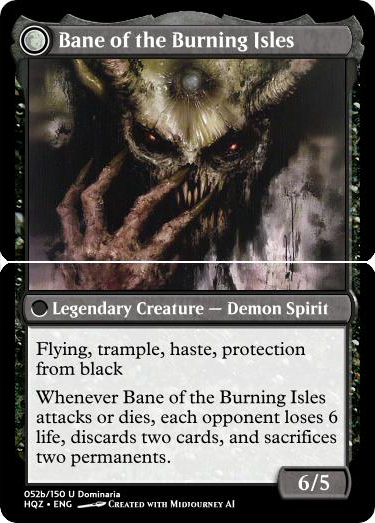 Bane of the Burning Isles
Legendary Creature — Demon Spirit
Flying, trample, haste, protection
from black
Whenever Bane of the Burning Isles
attacks or dies, each opponent loses 6
life, discards two cards, and sacrifices
two permanents.
6/5
052b/150 U Dominaria
HQZ • ENG Created with Midjourney AI